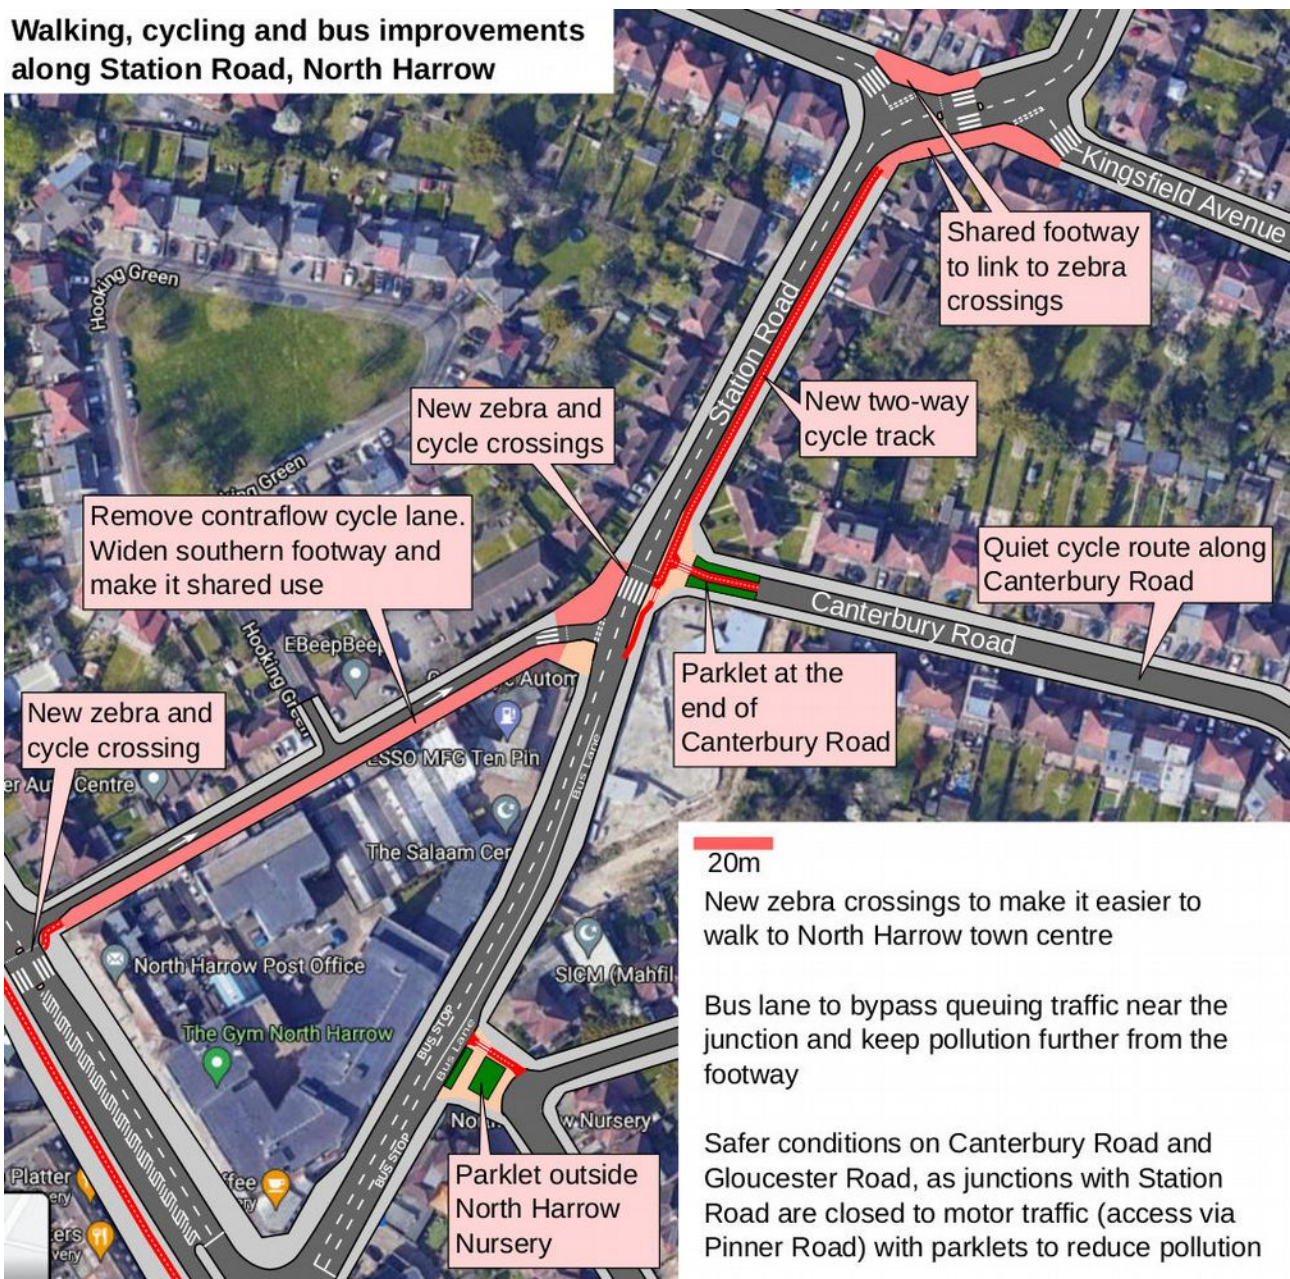 Walking, cycling and bus improvements
along Station Road, North Harrow
Kingsfield Avenue
Shared footway
to link to zebra
crossings
Hooking Green
Station Road
New zebra and
cycle crossings
New two-way
cycle track
Green
Remove contraflow cycle lane.
Widen southern footway and
make it shared use
Quiet cycle route along
Canterbury Road
Canterbury Road
Hooking Green
EBeepBeep
Autom
Parklet at the
end of
Canterbury Road
New zebra and
cycle crossing
ESSO MFG Ten Pin
Centre
Bus Lane
The Salaam Cer
20m
New zebra crossings to make it easier to
walk to North Harrow town centre
North Harrow Post Office
SICM (Mahfil
Bus lane to bypass queuing traffic near the
junction and keep pollution further from the
footway
The Gym North Harrow
BUS STOP
Bus Lane
w Nursery
BUS STOP
Safer conditions on Canterbury Road and
Gloucester Road, as junctions with Station
Road are closed to motor traffic (access via
Pinner Road) with parklets to reduce pollution
Parklet outside
North Harrow
Nursery
Platter
ffee